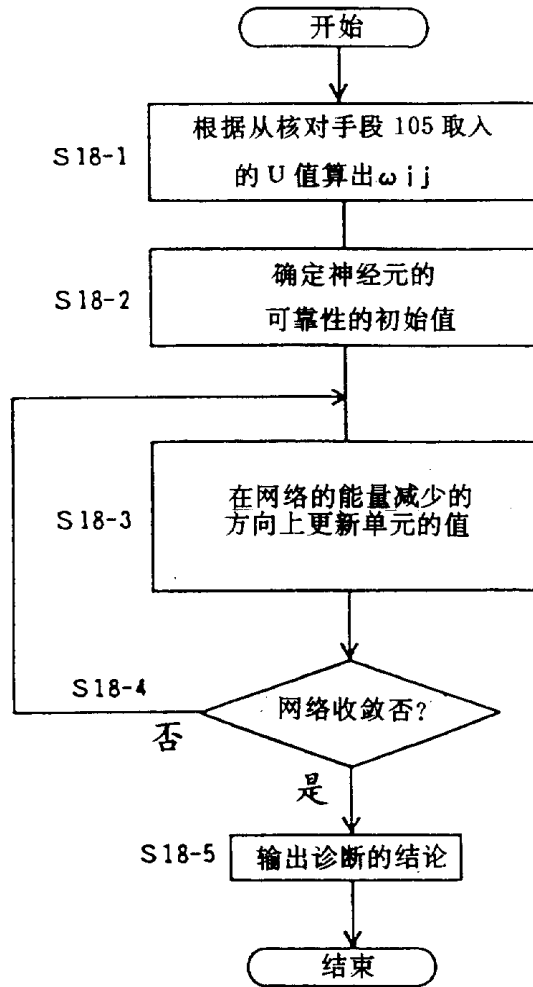 开始
S18-1
根据从核对手段 105 取入
的 U 值算出ωij
S18-2
确定神经元的
可靠性的初始值
S18-3
在网络的能量减少的
方向上更新单元的值
S18-4
网络收敛否?
否
是
S18-5
输出诊断的结论
结束